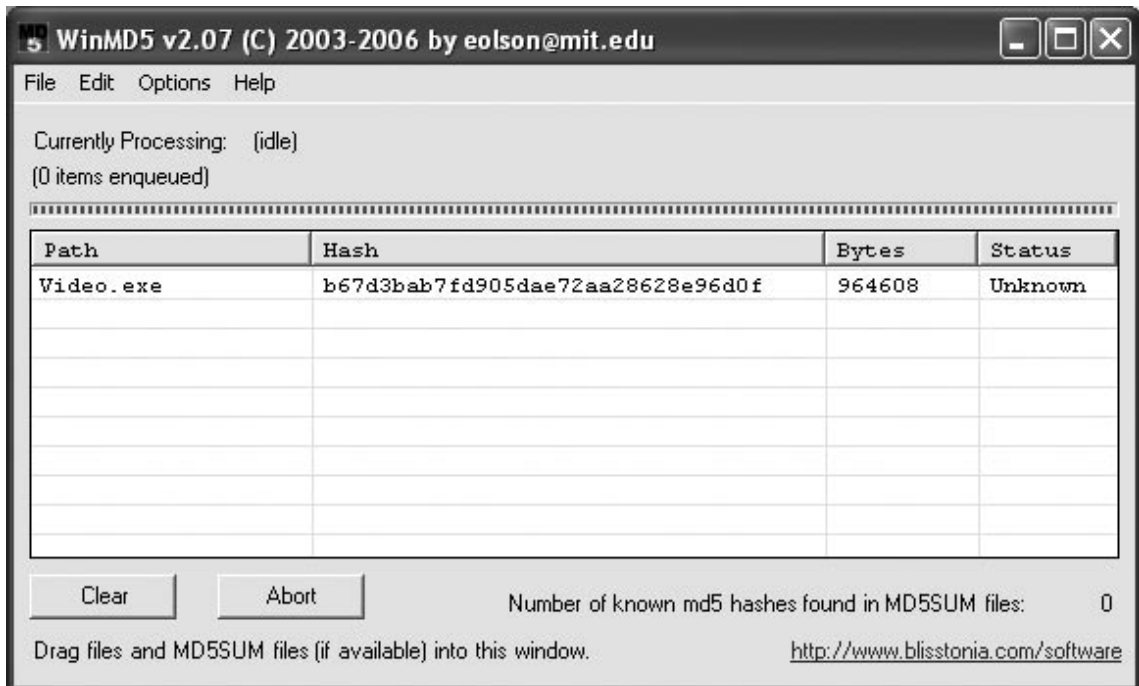 MD5 WinMD5 v2.07 (C) 2003-2006 by eolson@mit.edu
File Edit Options Help
Currently Processing: (idle)
(0 items enqueued)
Path Hash Bytes Status
Video.exe b67d3bab7fd905dae72aa28628e96d0f 964608 Unknown
Clear Abort Number of known md5 hashes found in MD5SUM files: 0
Drag files and MD5SUM files (if available) into this window. http://www.blisstonia.com/software